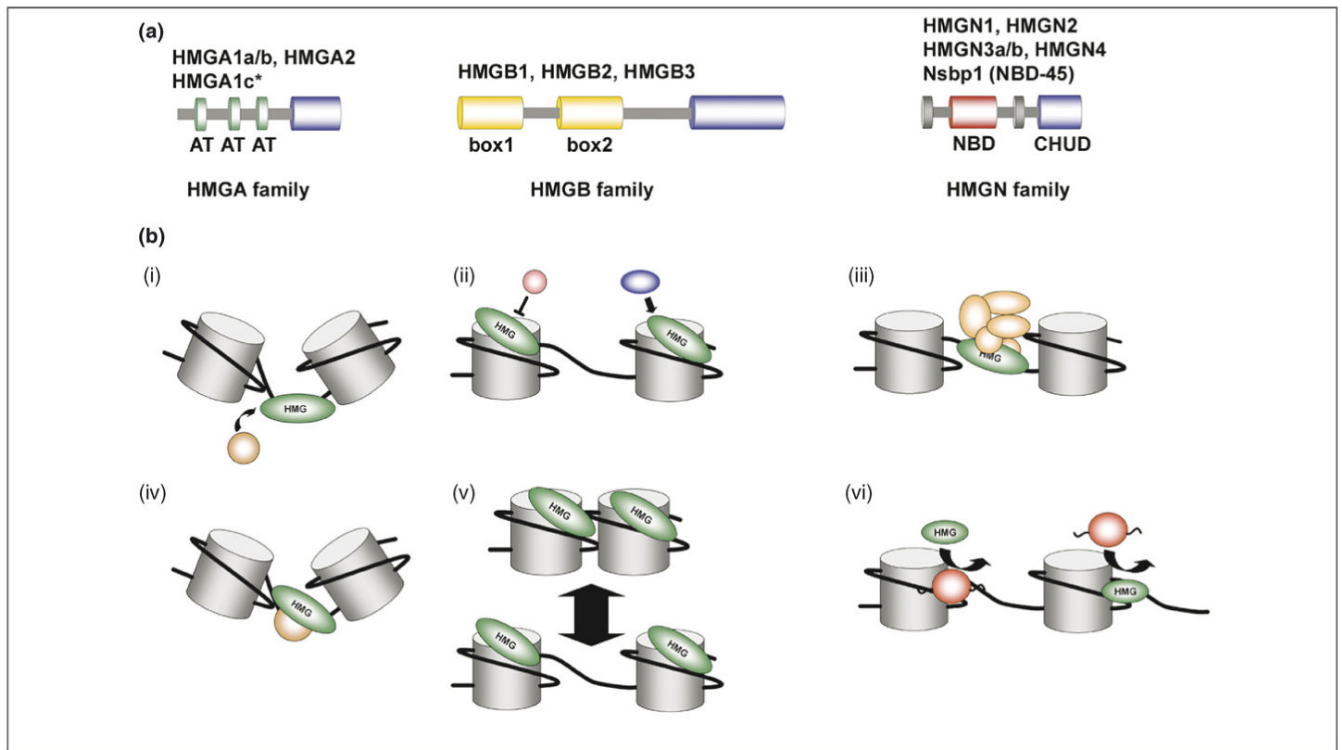 (a)
HMGA1a/b, HMGA2
HMGA1c*
AT AT AT
HMGA family
HMGB1, HMGB2, HMGB3
box1 box2
HMGB family
HMGN1, HMGN2
HMGN3a/b, HMGN4
Nsbp1 (NBD-45)
NBD CHUD
HMGN family
(b)
(i)
HMG
(ii)
HMG HMG
(iii)
HMG
(iv)
HMG
(v)
HMG HMG
HMG HMG
(vi)
HMG
HMG